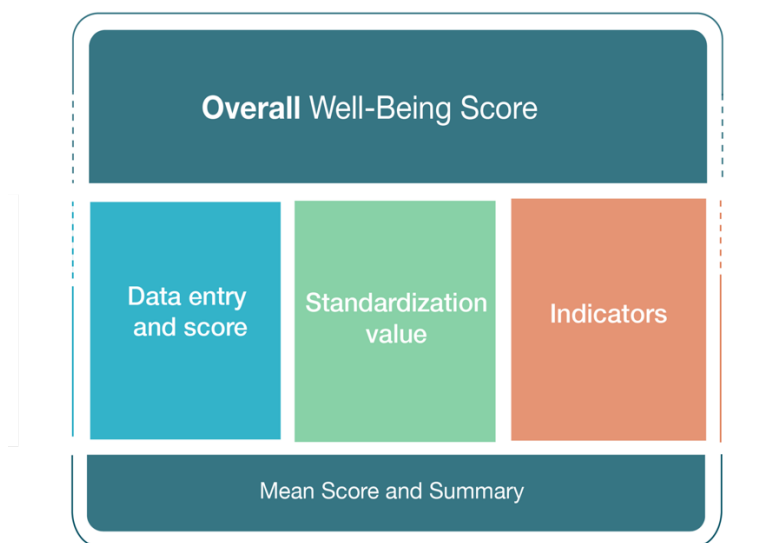 Overall Well-Being Score
Data entry
and score
Standardization
value
Indicators
Mean Score and Summary